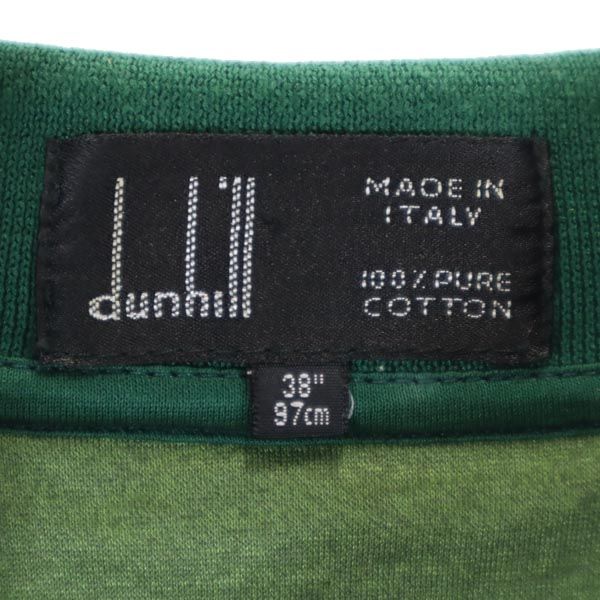 dunhill
MADE IN
ITALY
100% PURE
COTTON
38"
97cm